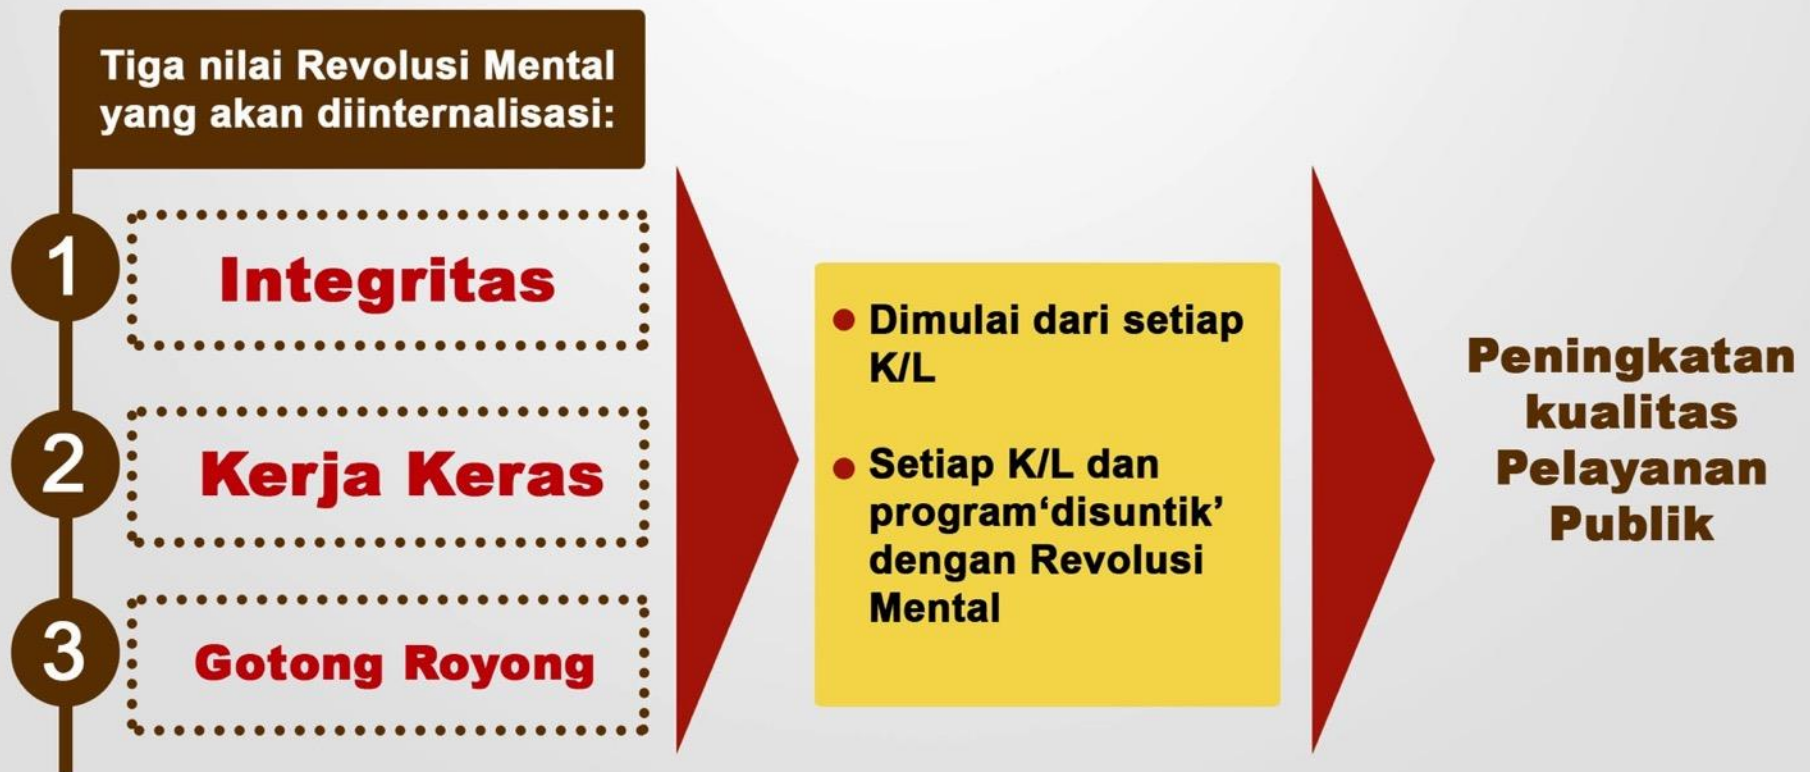 Tiga nilai Revolusi Mental
yang akan diinternalisasi:
1
Integritas
2
Kerja Keras
3
Gotong Royong
Dimulai dari setiap
K/L
Setiap K/L dan
program‘disuntik’
dengan Revolusi
Mental
Peningkatan
kualitas
Pelayanan
Publik